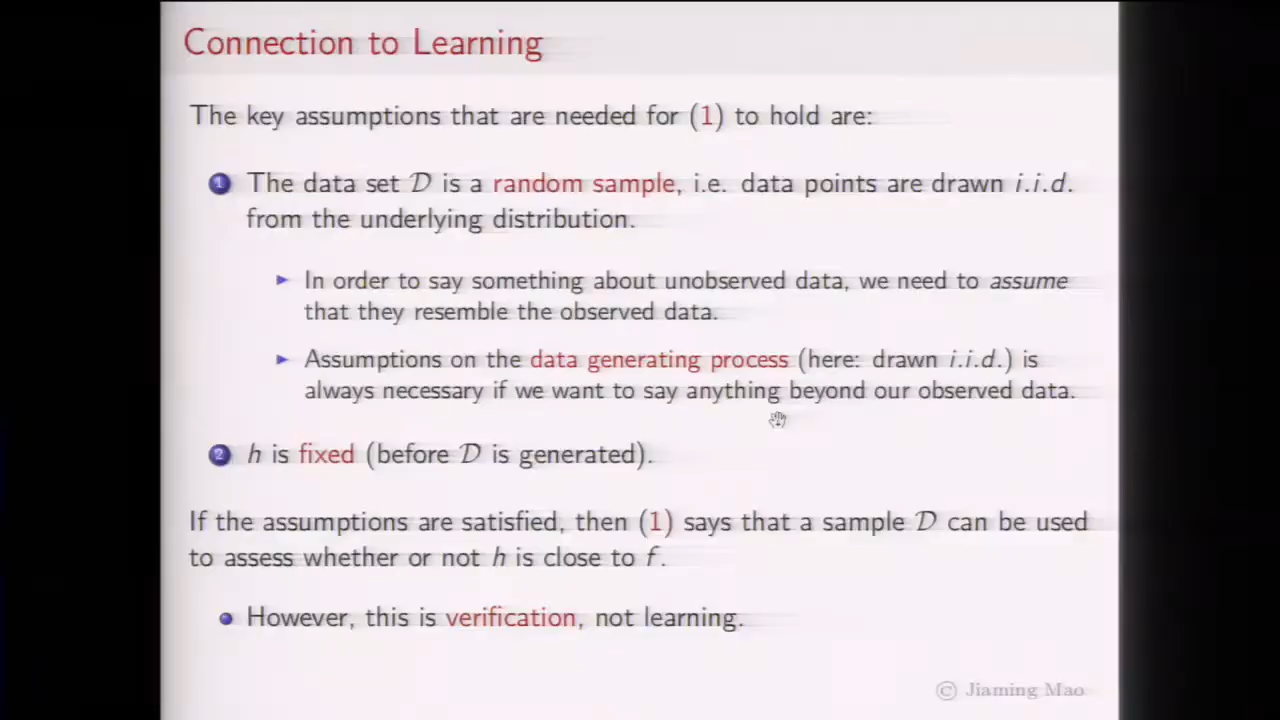 Connection to Learning
The key assumptions that are needed for (1) to hold are:
1 The data set 𝒟 is a random sample, i.e. data points are drawn i.i.d.
from the underlying distribution.
▶ In order to say something about unobserved data, we need to assume
that they resemble the observed data.
▶ Assumptions on the data generating process (here: drawn i.i.d.) is
always necessary if we want to say anything beyond our observed data.
2 h is fixed (before 𝒟 is generated).
If the assumptions are satisfied, then (1) says that a sample 𝒟 can be used
to assess whether or not h is close to f.
• However, this is verification, not learning.
© Jiaming Mao